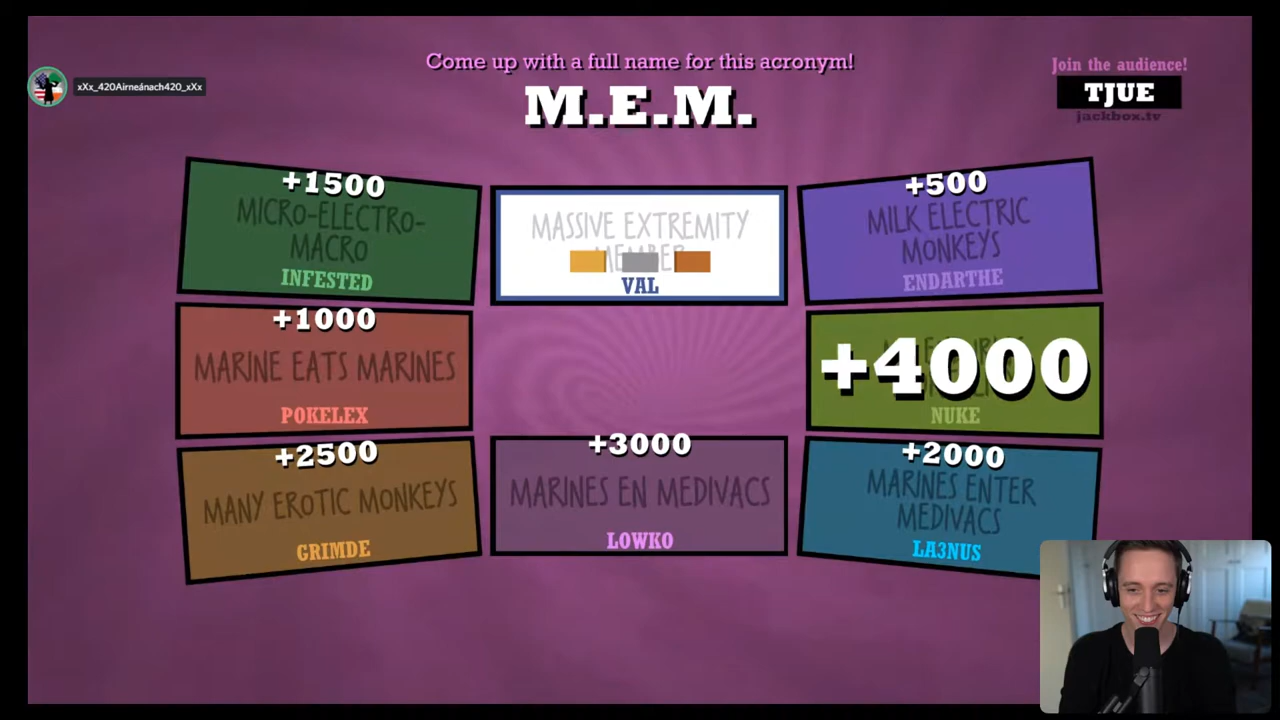 Come up with a full name for this acronym!
M.E.M.
Join the audience!
TJUE
jackbox.tv
xXx_420Airneánach420_xXx
+1500
MICRO-ELECTRO-
MACRO
INFESTED
MASSIVE EXTREMITY
MEMBER
VAL
+500
MILK ELECTRIC
MONKEYS
ENDARTHE
+1000
MARINE EATS MARINES
POKELEX
+4000
NUKE
+2500
MANY EROTIC MONKEYS
GRIMDE
+3000
MARINES EN MEDIVACS
LOWKO
+2000
MARINES ENTER
MEDIVACS
LA3NUS